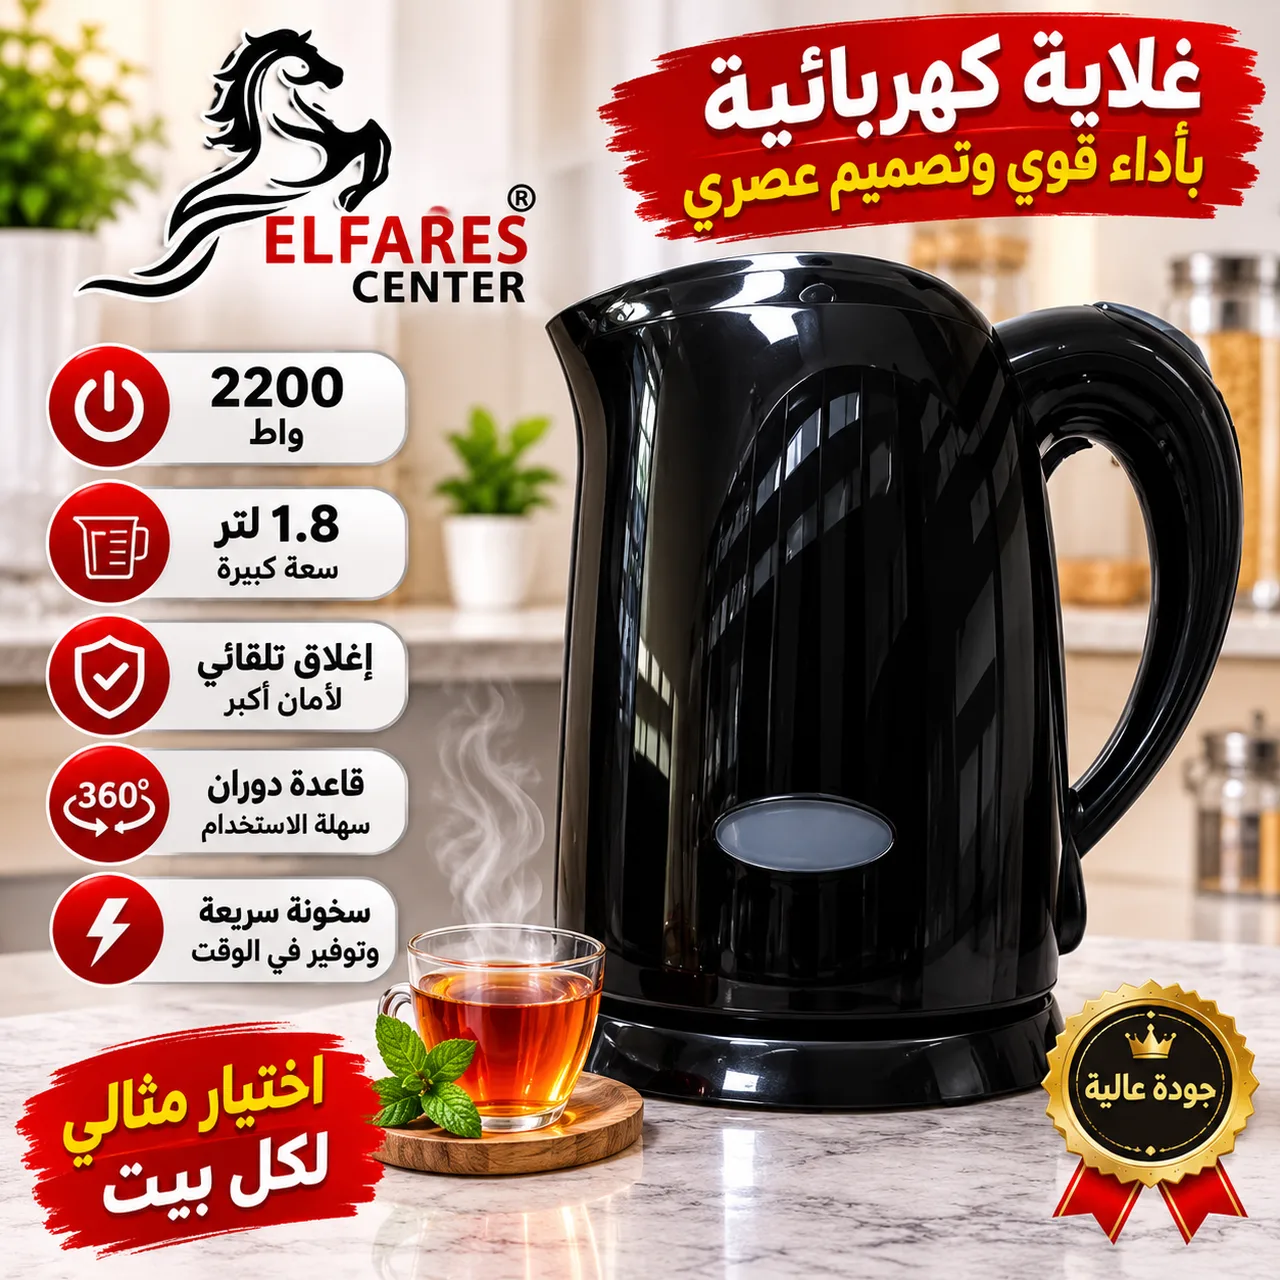 ELFARES®
CENTER
غلاية كهربائية
بأداء قوي وتصميم عصري
2200
واط
1.8 لتر
سعة كبيرة
إغلاق تلقائي
لأمان أكبر
360°
قاعدة دوران
سهلة الاستخدام
سخونة سريعة
وتوفير في الوقت
اختيار مثالي
لكل بيت
جودة عالية